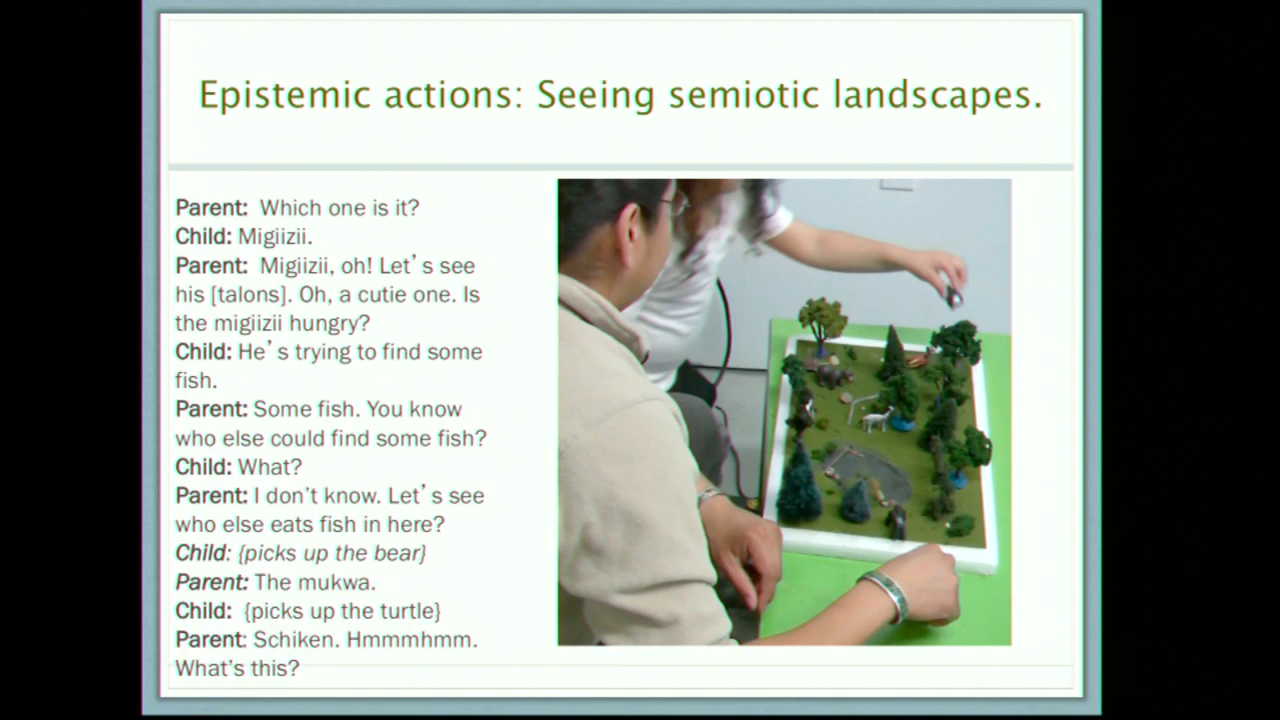 Epistemic actions: Seeing semiotic landscapes.
Parent: Which one is it?
Child: Migiizii.
Parent: Migiizii, oh! Let's see
his [talons]. Oh, a cutie one. Is
the migiizii hungry?
Child: He's trying to find some
fish.
Parent: Some fish. You know
who else could find some fish?
Child: What?
Parent: I don't know. Let's see
who else eats fish in here?
Child: {picks up the bear}
Parent: The mukwa.
Child: {picks up the turtle}
Parent: Schiken. Hmmmhmm.
What's this?